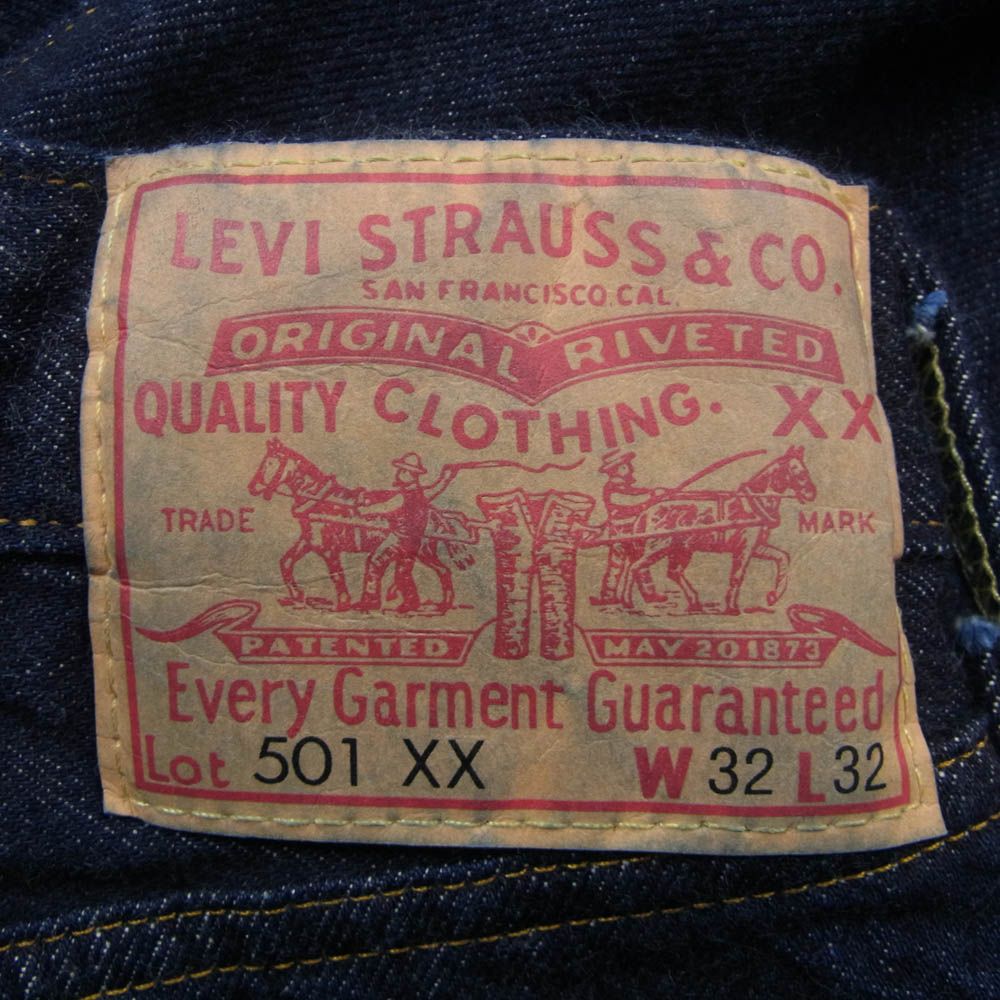 LEVI STRAUSS & CO.
SAN FRANCISCO, CAL.
ORIGINAL RIVETED
QUALITY CLOTHING. XX
TRADE MARK
PATENTED MAY 20 1873
Every Garment Guaranteed
Lot 501 XX W 32 L 32